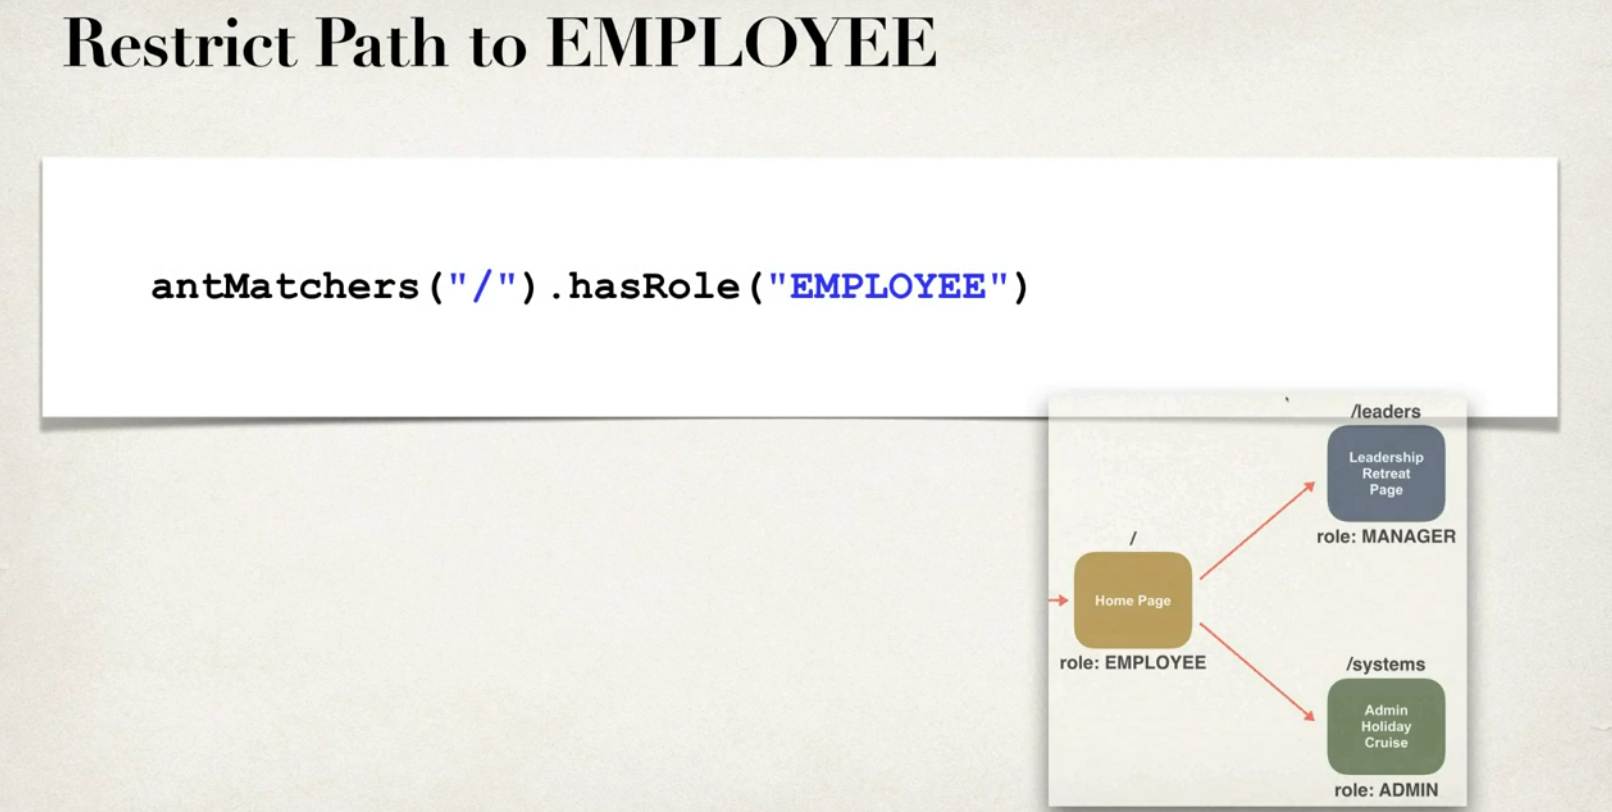 Restrict Path to EMPLOYEE
antMatchers("/").hasRole("EMPLOYEE")
/leaders
Leadership
Retreat
Page
role: MANAGER
/
Home Page
role: EMPLOYEE
/systems
Admin
Holiday
Cruise
role: ADMIN